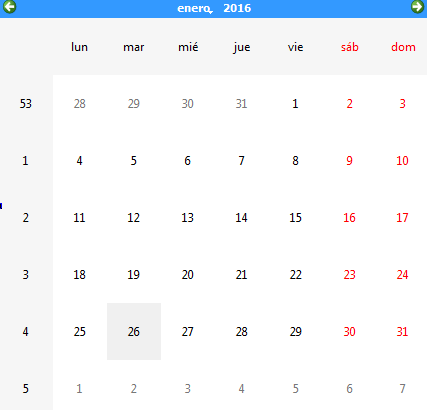 enero, 2016
lun mar mié jue vie sáb dom
53 28 29 30 31 1 2 3
1 4 5 6 7 8 9 10
2 11 12 13 14 15 16 17
3 18 19 20 21 22 23 24
4 25 26 27 28 29 30 31
5 1 2 3 4 5 6 7